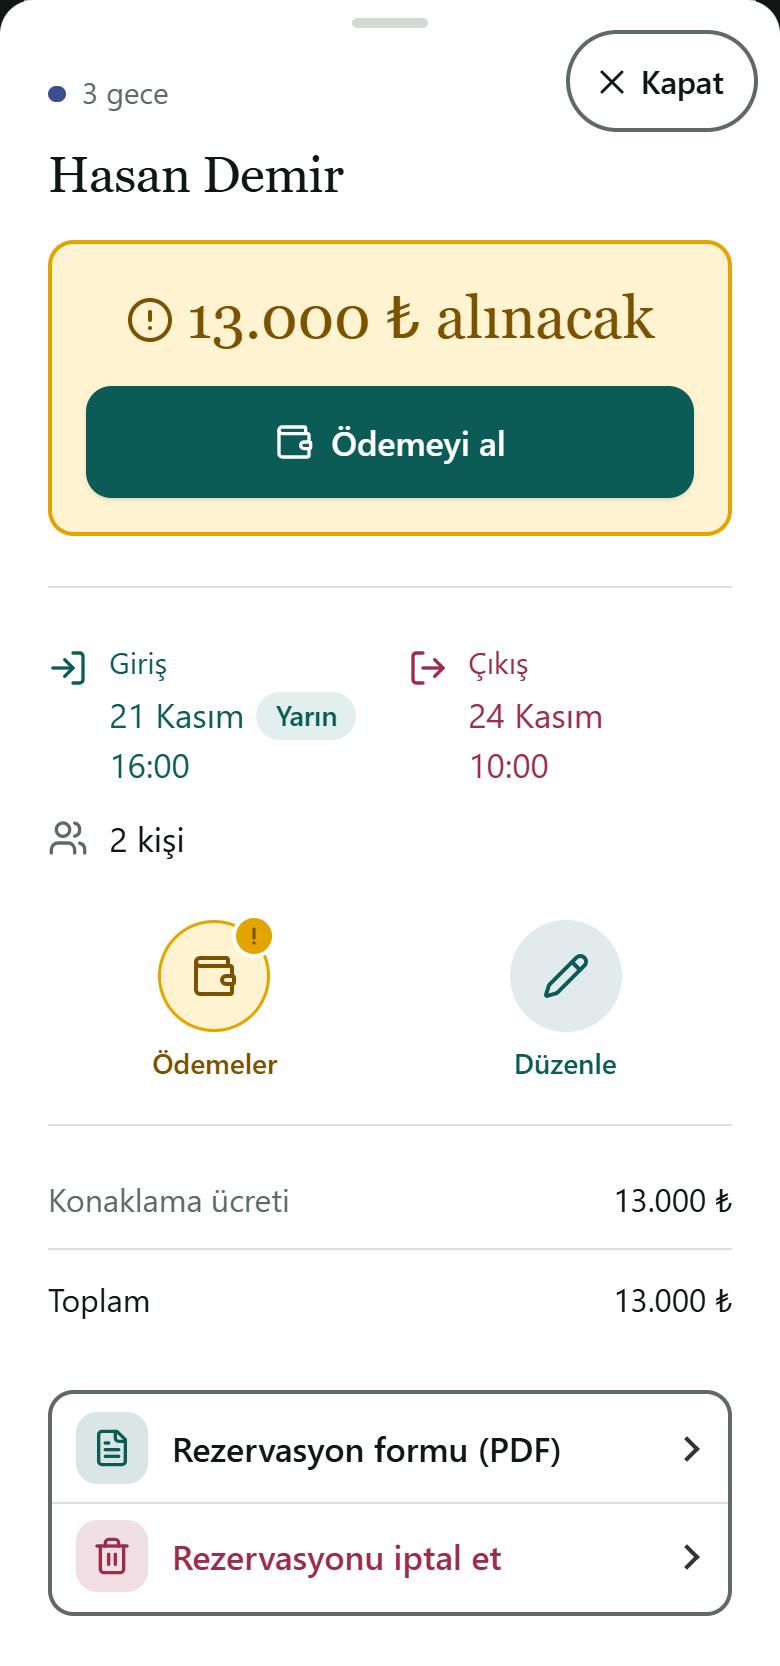 3 gece
Kapat
Hasan Demir
13.000 ₺ alınacak
Ödemeyi al
Giriş
21 Kasım Yarın
16:00
Çıkış
24 Kasım
10:00
2 kişi
Ödemeler
Düzenle
Konaklama ücreti 13.000 ₺
Toplam 13.000 ₺
Rezervasyon formu (PDF)
Rezervasyonu iptal et